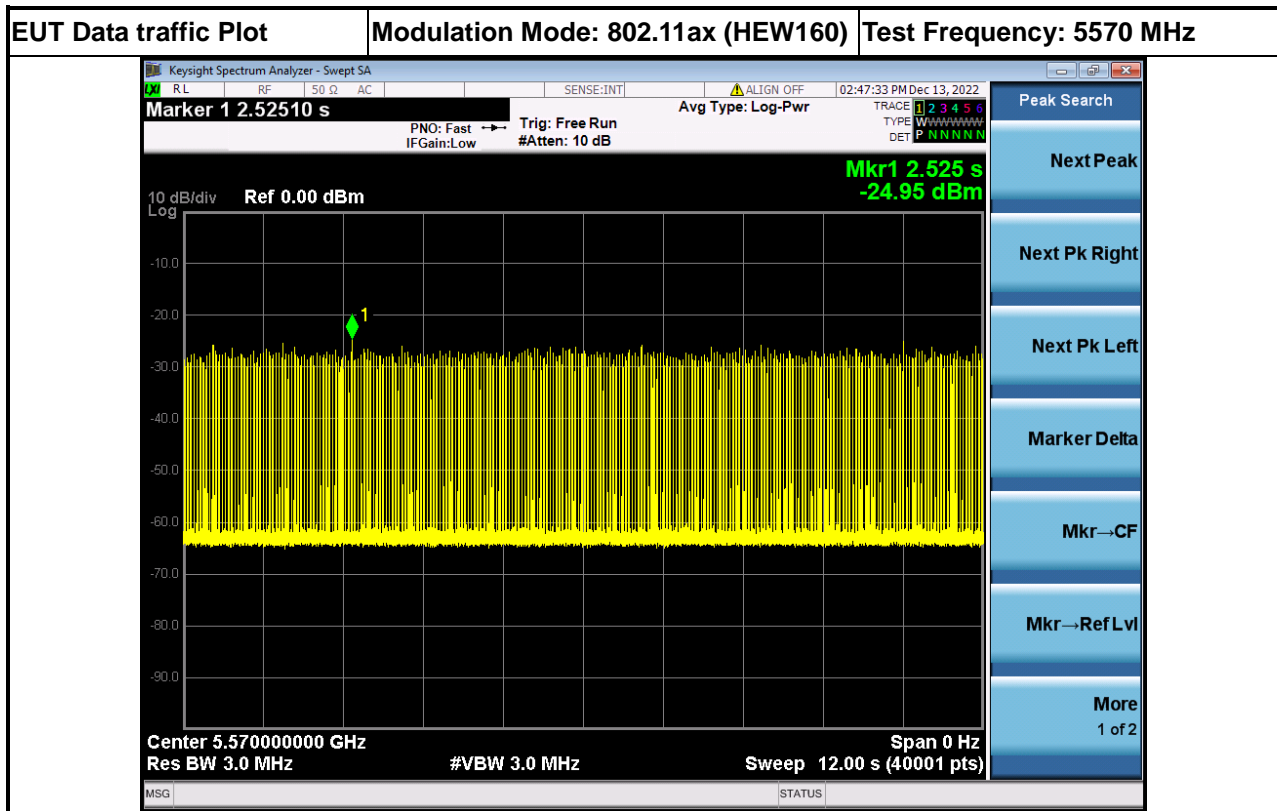 EUT Data traffic Plot Modulation Mode: 802.11ax (HEW160) Test Frequency: 5570 MHz
Keysight Spectrum Analyzer - Swept SA
LXI RL RF 50 Ω AC SENSE:INT ALIGN OFF 02:47:33 PM Dec 13, 2022
Marker 1 2.52510 s
PNO: Fast
IFGain:Low
Trig: Free Run
#Atten: 10 dB
Avg Type: Log-Pwr
TRACE 1 2 3 4 5 6
TYPE WWWWWW
DET P N N N N N
Mkr1 2.525 s
-24.95 dBm
10 dB/div Ref 0.00 dBm
Log
-10.0
-20.0
-30.0
-40.0
-50.0
-60.0
-70.0
-80.0
-90.0
1
Center 5.570000000 GHz Span 0 Hz
Res BW 3.0 MHz #VBW 3.0 MHz Sweep 12.00 s (40001 pts)
MSG STATUS
Peak Search
Next Peak
Next Pk Right
Next Pk Left
Marker Delta
Mkr→CF
Mkr→Ref Lvl
More
1 of 2